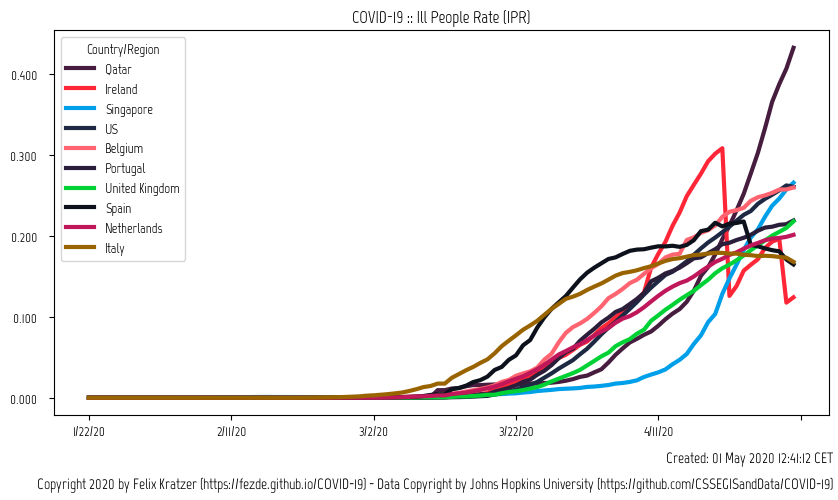 COVID-19 :: Ill People Rate (IPR)
Country/Region
Qatar
Ireland
Singapore
US
Belgium
Portugal
United Kingdom
Spain
Netherlands
Italy
0.400
0.300
0.200
0.100
0.000
1/22/20 2/11/20 3/2/20 3/22/20 4/11/20
Created: 01 May 2020 12:41:12 CET
Copyright 2020 by Felix Kratzer (https://fezde.github.io/COVID-19) - Data Copyright by Johns Hopkins University (https://github.com/CSSEGISandData/COVID-19)